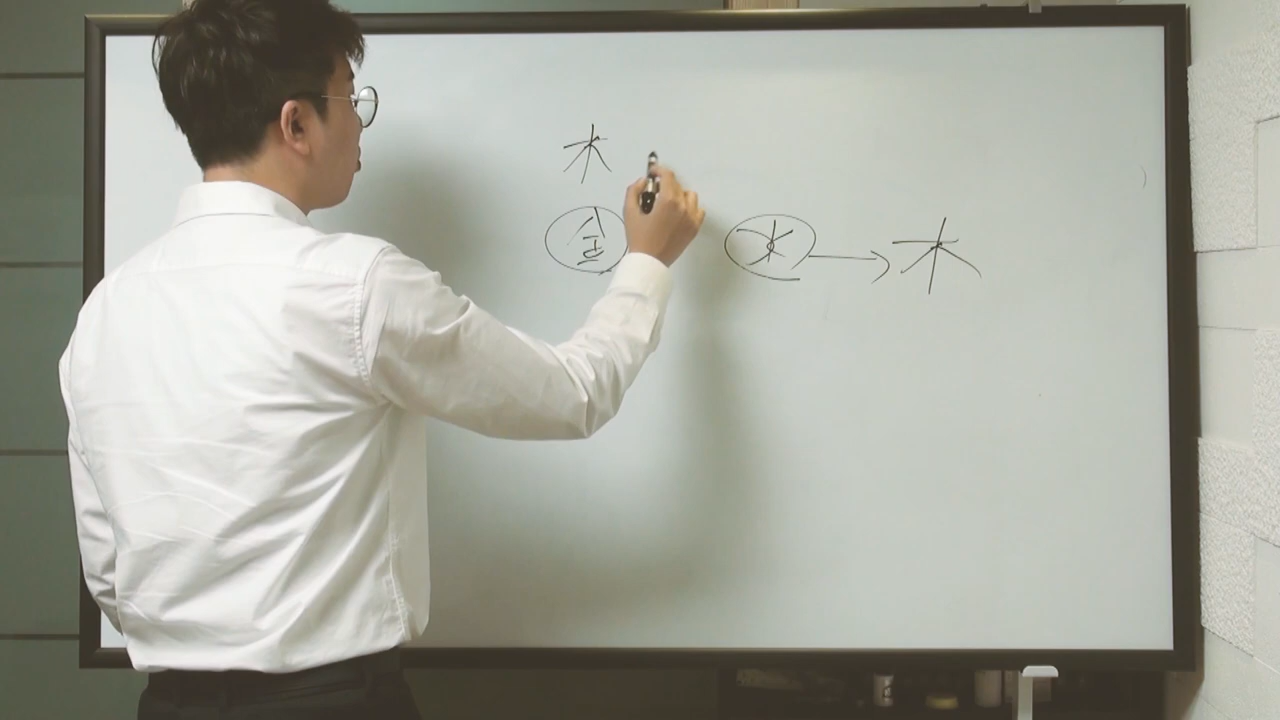 木
金 水 → 木